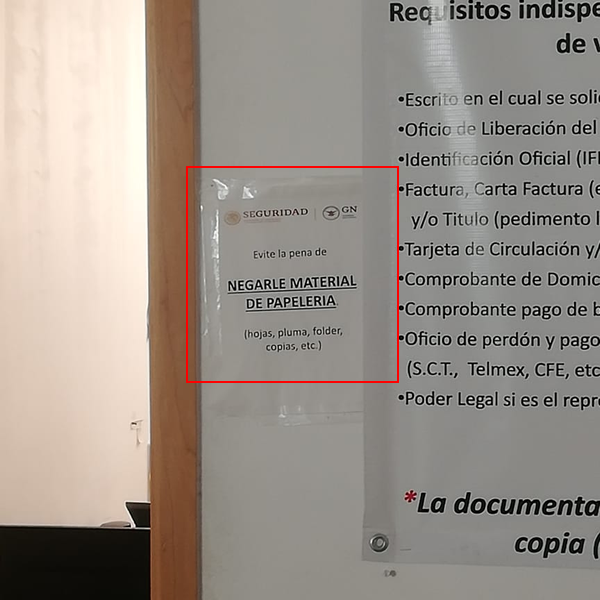 Requisitos indispe
de v
•Escrito en el cual se soli
•Oficio de Liberación del
•Identificación Oficial (IF
•Factura, Carta Factura (e
y/o Titulo (pedimento l
•Tarjeta de Circulación y/
•Comprobante de Domic
•Comprobante pago de b
•Oficio de perdón y pago
(S.C.T., Telmex, CFE, etc
•Poder Legal si es el repre
*La documenta
copia (
SEGURIDAD
GN
Evite la pena de
NEGARLE MATERIAL
DE PAPELERIA.
(hojas, pluma, folder,
copias, etc.)